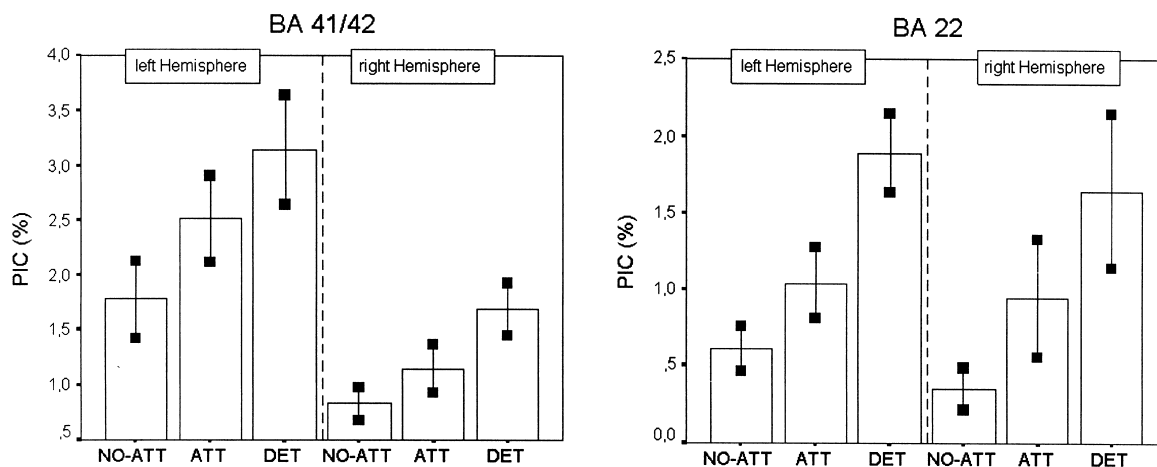 BA 41/42
left Hemisphere
right Hemisphere
PIC (%)
4,0
3,5
3,0
2,5
2,0
1,5
1,0
,5
NO-ATT ATT DET NO-ATT ATT DET
BA 22
left Hemisphere
right Hemisphere
PIC (%)
2,5
2,0
1,5
1,0
,5
0,0
NO-ATT ATT DET NO-ATT ATT DET